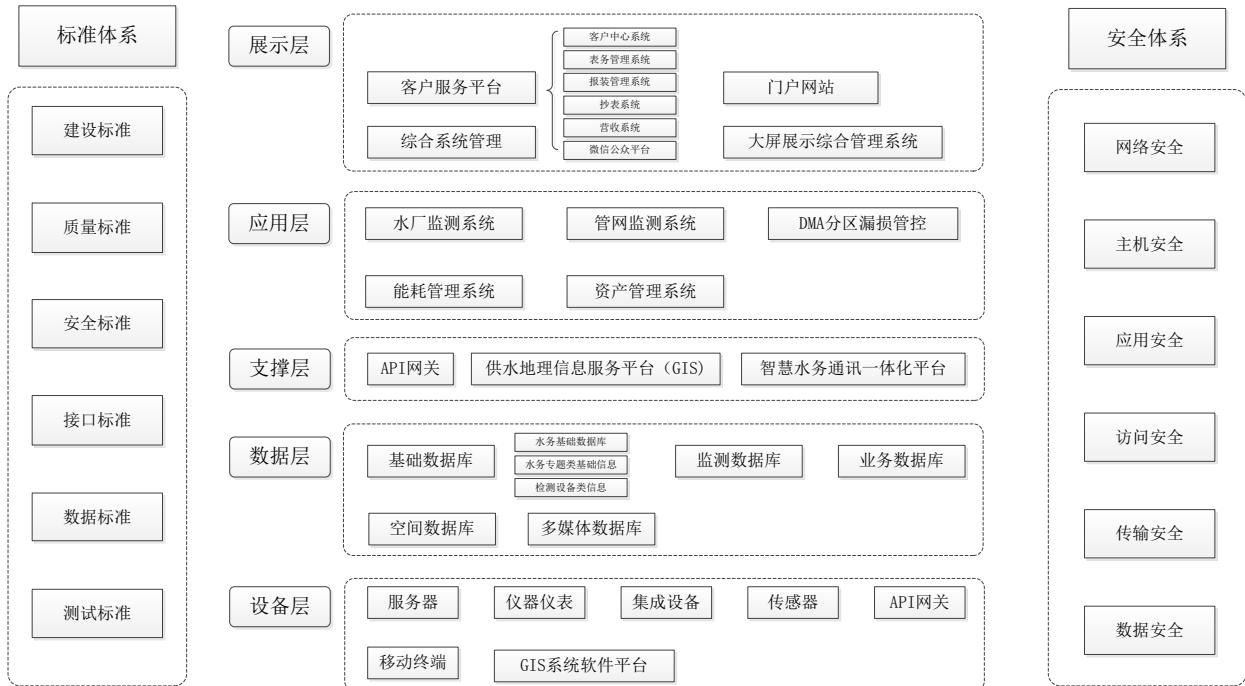 标准体系
建设标准
质量标准
安全标准
接口标准
数据标准
测试标准
展示层
客户服务平台
客户中心系统
表务管理系统
报装管理系统
抄表系统
营收系统
微信公众平台
门户网站
综合系统管理
大屏展示综合管理系统
应用层
水厂监测系统
管网监测系统
DMA分区漏损管控
能耗管理系统
资产管理系统
支撑层
API网关
供水地理信息服务平台（GIS)
智慧水务通讯一体化平台
数据层
基础数据库
水务基础数据库
水务专题类基础信息
检测设备类信息
监测数据库
业务数据库
空间数据库
多媒体数据库
设备层
服务器
仪器仪表
集成设备
传感器
API网关
移动终端
GIS系统软件平台
安全体系
网络安全
主机安全
应用安全
访问安全
传输安全
数据安全